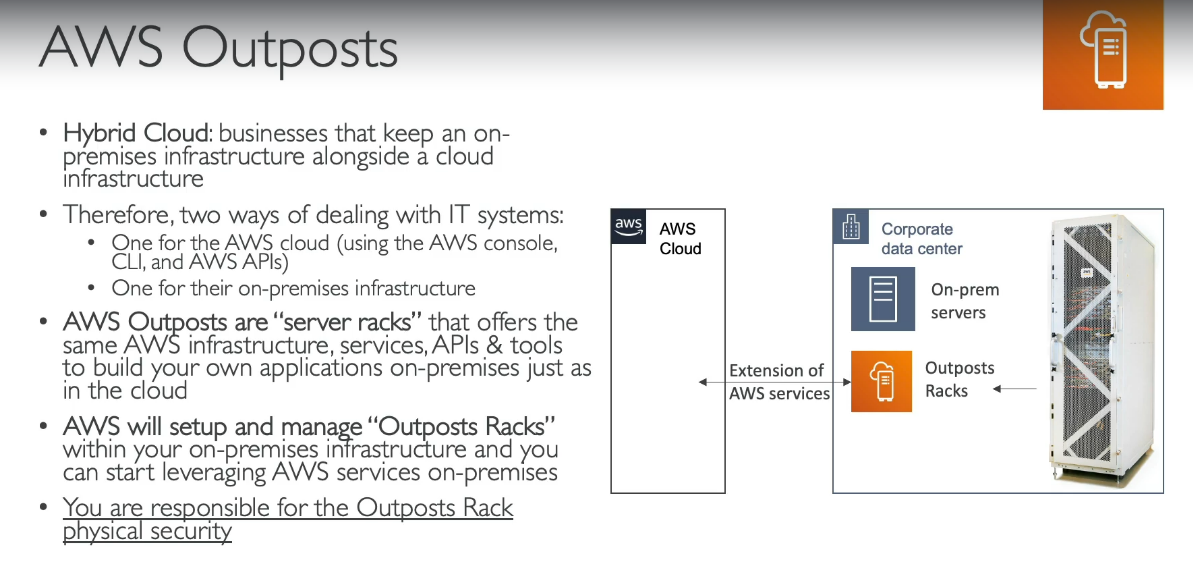 AWS Outposts
• Hybrid Cloud: businesses that keep an on-
premises infrastructure alongside a cloud
infrastructure
• Therefore, two ways of dealing with IT systems:
• One for the AWS cloud (using the AWS console,
CLI, and AWS APIs)
• One for their on-premises infrastructure
• AWS Outposts are “server racks” that offers the
same AWS infrastructure, services, APIs & tools
to build your own applications on-premises just as
in the cloud
• AWS will setup and manage “Outposts Racks”
within your on-premises infrastructure and you
can start leveraging AWS services on-premises
• You are responsible for the Outposts Rack
physical security
aws
AWS
Cloud
Extension of
AWS services
Corporate
data center
On-prem
servers
Outposts
Racks
aws